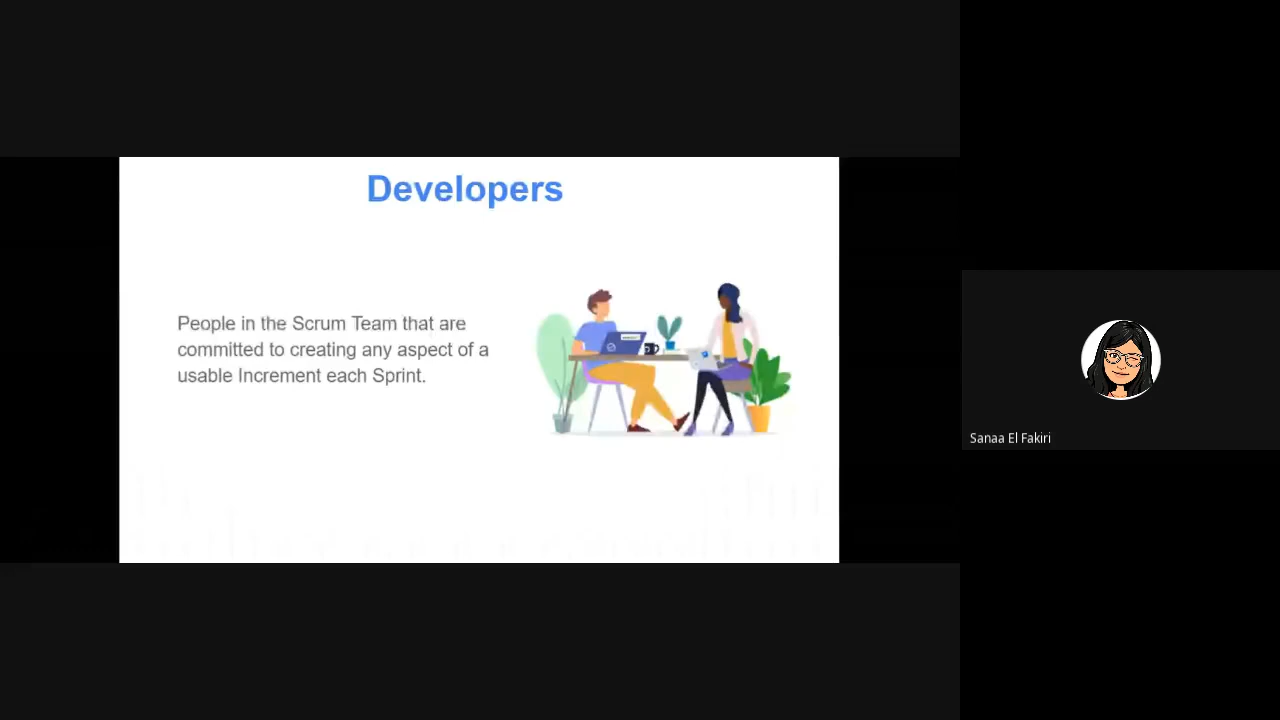 Developers
People in the Scrum Team that are
committed to creating any aspect of a
usable Increment each Sprint.
Sanaa El Fakiri